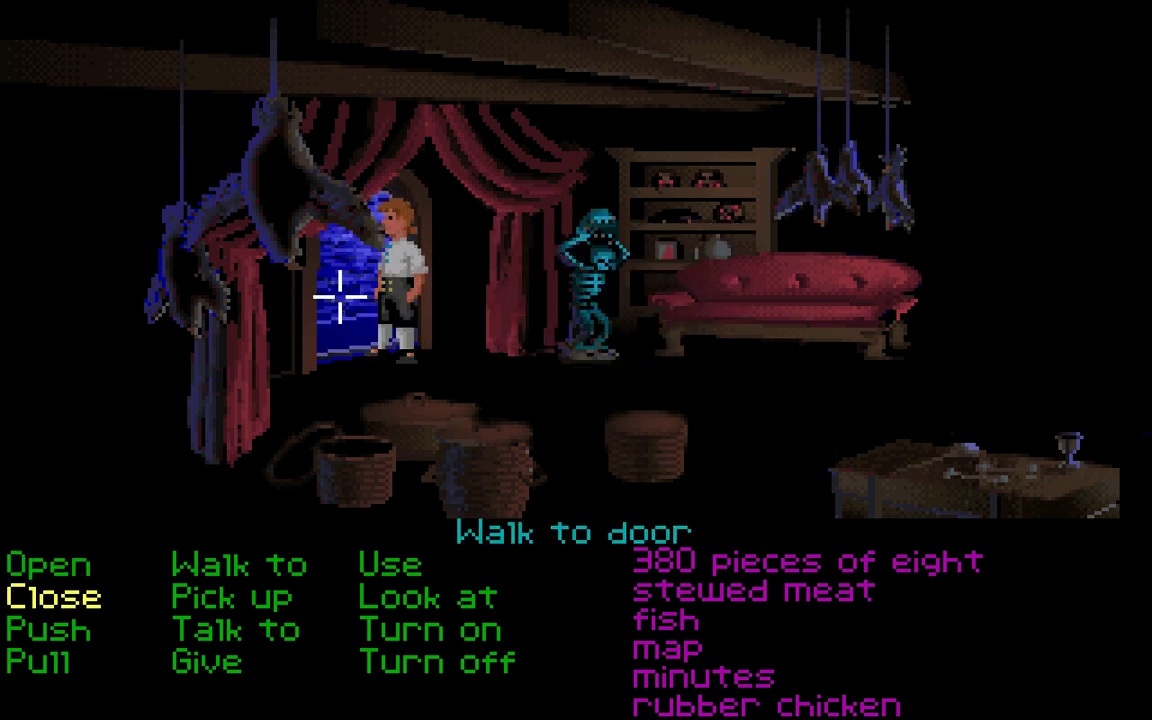 Walk to door
Open Walk to Use
Close Pick up Look at
Push Talk to Turn on
Pull Give Turn off
380 pieces of eight
stewed meat
fish
map
minutes
rubber chicken